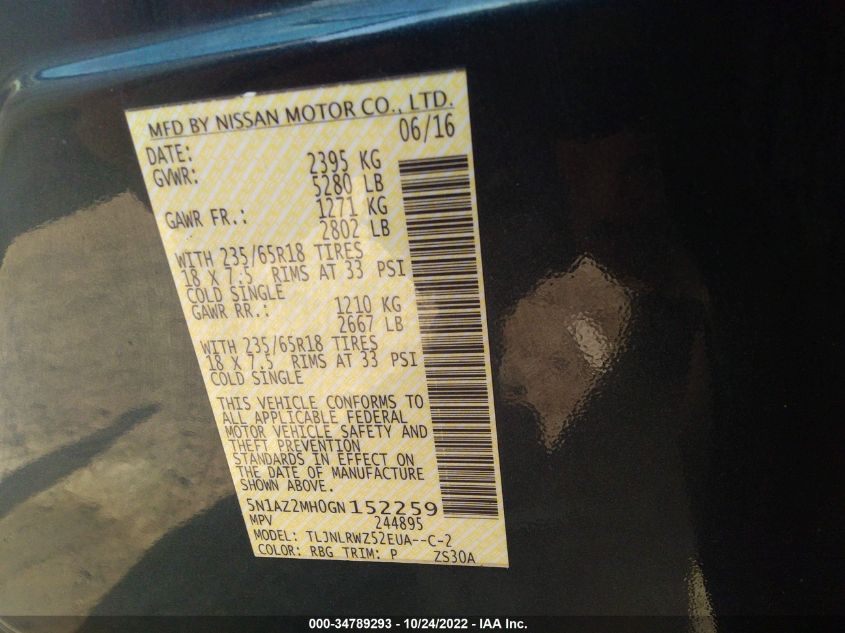 MFD BY NISSAN MOTOR CO., LTD.
DATE: 06/16
GVWR: 2395 KG
5280 LB
GAWR FR.: 1271 KG
2802 LB
WITH 235/65R18 TIRES
18 X 7.5 RIMS AT 33 PSI
COLD SINGLE
GAWR RR.: 1210 KG
2667 LB
WITH 235/65R18 TIRES
18 X 7.5 RIMS AT 33 PSI
COLD SINGLE
THIS VEHICLE CONFORMS TO
ALL APPLICABLE FEDERAL
MOTOR VEHICLE SAFETY AND
THEFT PREVENTION
STANDARDS IN EFFECT ON
THE DATE OF MANUFACTURE
SHOWN ABOVE.
5N1AZ2MH0GN152259
MPV 244895
MODEL: TLJNLRWZ52EUA--C-2
COLOR: RBG TRIM: P ZS30A
000-34789293 - 10/24/2022 - IAA Inc.